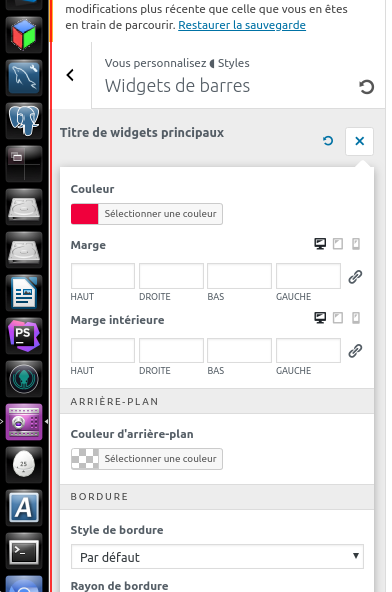 modifications plus récente que celle que vous en êtes
en train de parcourir. Restaurer la sauvegarde
Vous personnalisez ◖ Styles
Widgets de barres
Titre de widgets principaux
Couleur
Sélectionner une couleur
Marge
HAUT DROITE BAS GAUCHE
Marge intérieure
HAUT DROITE BAS GAUCHE
ARRIÈRE-PLAN
Couleur d'arrière-plan
Sélectionner une couleur
BORDURE
Style de bordure
Par défaut
Rayon de bordure
PS
25
A
>_